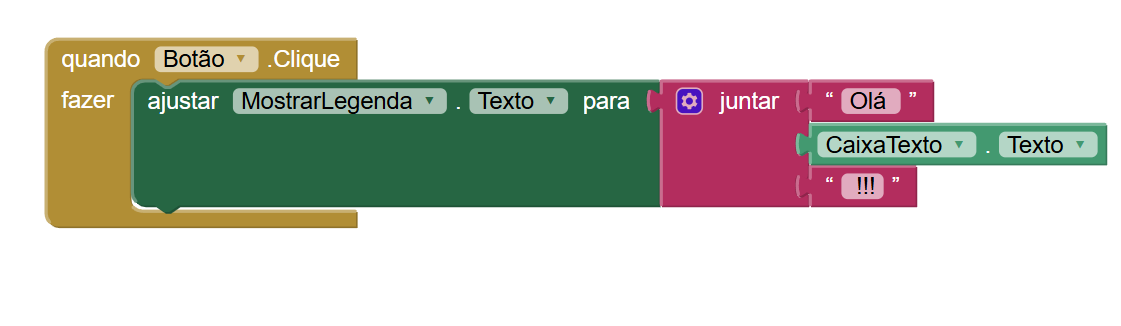 quando Botão .Clique
fazer ajustar MostrarLegenda . Texto para juntar “ Olá ”
CaixaTexto . Texto
“ !!! ”